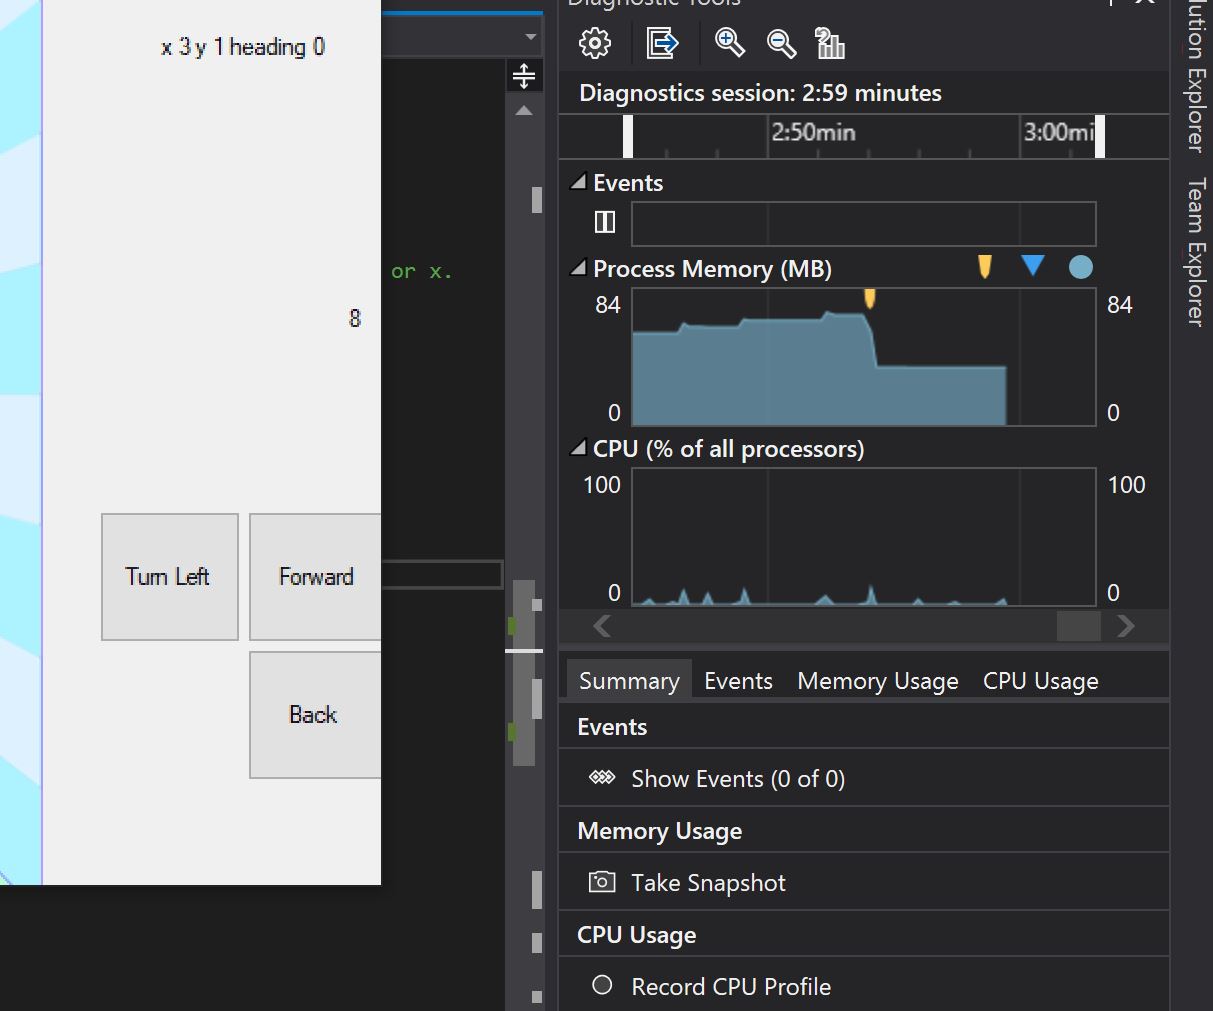 x 3 y 1 heading 0
or x.
8
Turn Left
Forward
Back
Diagnostic Tools
Diagnostics session: 2:59 minutes
2:50min
3:00mi
Events
Process Memory (MB)
84
84
0
0
CPU (% of all processors)
100
100
0
0
Summary
Events
Memory Usage
CPU Usage
Events
Show Events (0 of 0)
Memory Usage
Take Snapshot
CPU Usage
Record CPU Profile
lution Explorer
Team Explorer